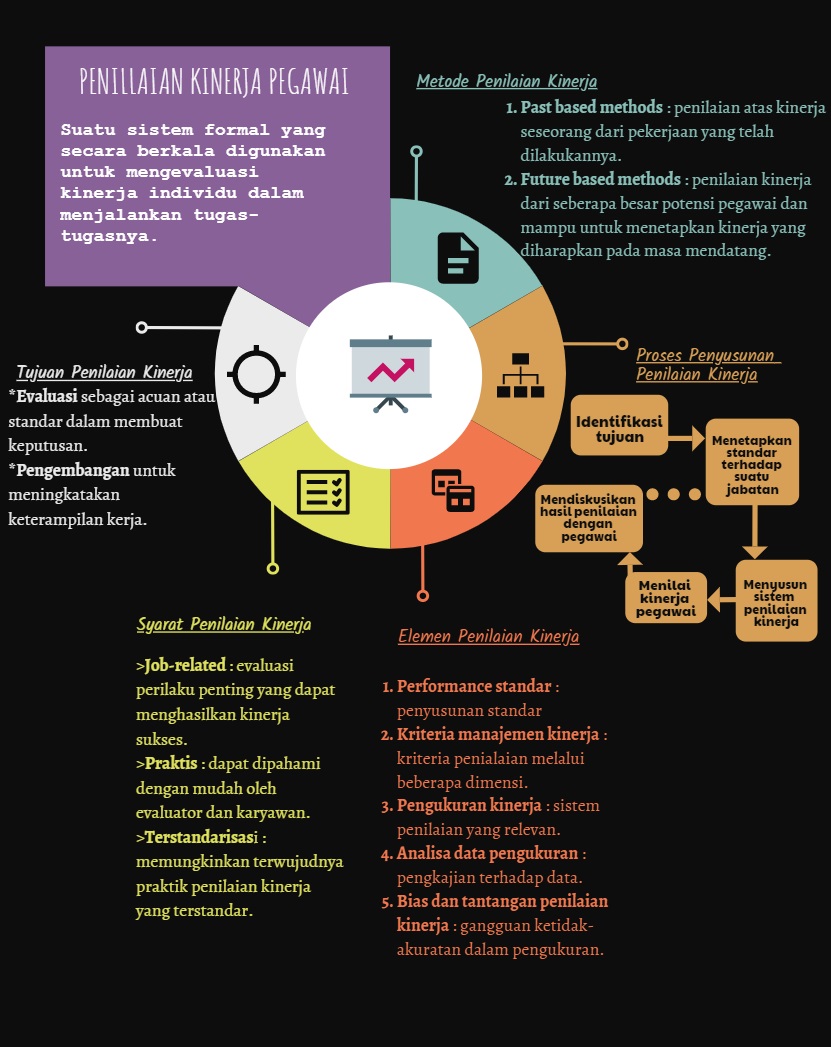 PENILLAIAN KINERJA PEGAWAI
Suatu sistem formal yang
secara berkala digunakan
untuk mengevaluasi
kinerja individu dalam
menjalankan tugas-
tugasnya.
Metode Penilaian Kinerja
1. Past based methods : penilaian atas kinerja
seseorang dari pekerjaan yang telah
dilakukannya.
2. Future based methods : penilaian kinerja
dari seberapa besar potensi pegawai dan
mampu untuk menetapkan kinerja yang
diharapkan pada masa mendatang.
Proses Penyusunan
Penilaian Kinerja
Identifikasi
tujuan
Menetapkan
standar
terhadap
suatu
jabatan
Menyusun
sistem
penilaian
kinerja
Menilai
kinerja
pegawai
Mendiskusikan
hasil penilaian
dengan
pegawai
Tujuan Penilaian Kinerja
*Evaluasi sebagai acuan atau
standar dalam membuat
keputusan.
*Pengembangan untuk
meningkatakan
keterampilan kerja.
Syarat Penilaian Kinerja
>Job-related : evaluasi
perilaku penting yang dapat
menghasilkan kinerja
sukses.
>Praktis : dapat dipahami
dengan mudah oleh
evaluator dan karyawan.
>Terstandarisasi :
memungkinkan terwujudnya
praktik penilaian kinerja
yang terstandar.
Elemen Penilaian Kinerja
1. Performance standar :
penyusunan standar
2. Kriteria manajemen kinerja :
kriteria penialaian melalui
beberapa dimensi.
3. Pengukuran kinerja : sistem
penilaian yang relevan.
4. Analisa data pengukuran :
pengkajian terhadap data.
5. Bias dan tantangan penilaian
kinerja : gangguan ketidak-
akuratan dalam pengukuran.